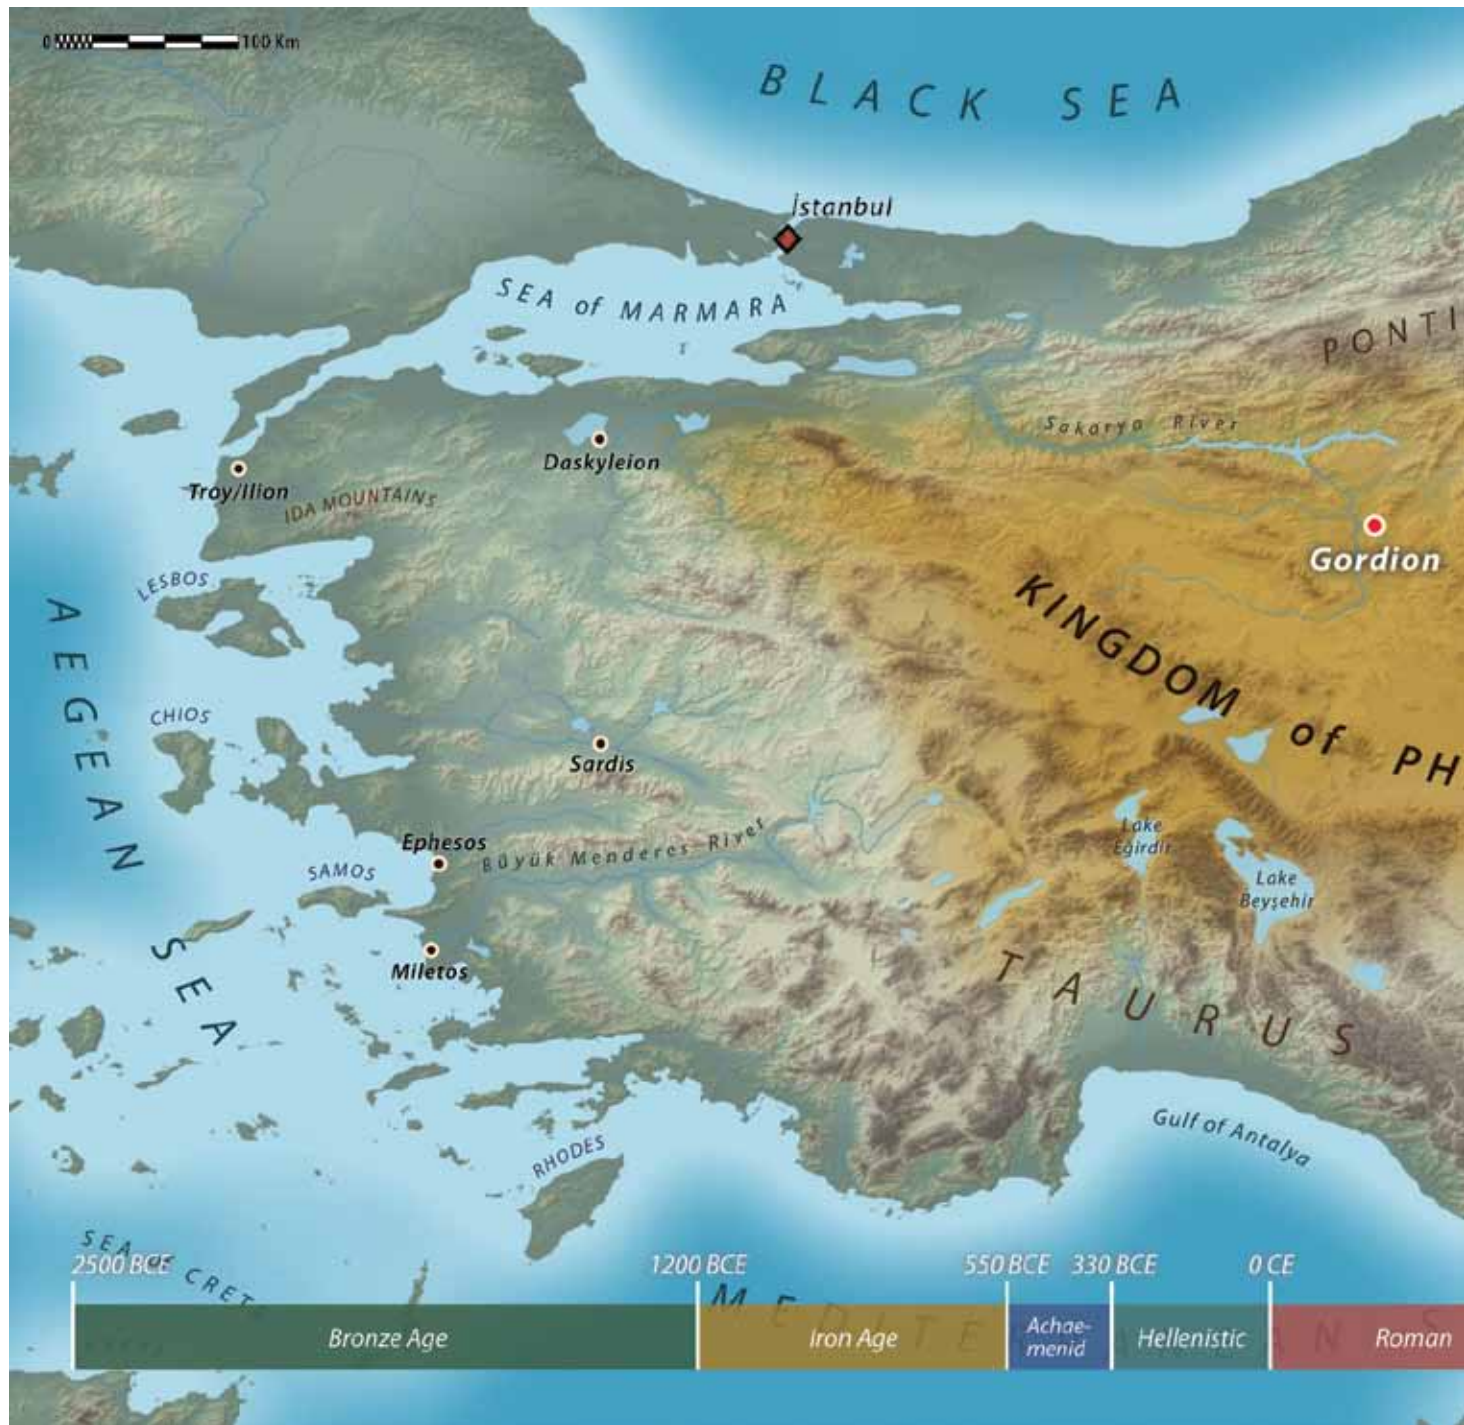 0 100 Km
BLACK SEA
İstanbul
SEA of MARMARA
PONTI
Sakarya River
Daskyleion
Troy/Ilion
IDA MOUNTAINS
Gordion
LESBOS
KINGDOM of PH
AEGEAN SEA
CHIOS
Sardis
Ephesos
Büyük Menderes River
Lake
Eğirdir
SAMOS
Lake
Beyşehir
Miletos
TAURUS
Gulf of Antalya
RHODES
SEA of CRETE
2500 BCE 1200 BCE 550 BCE 330 BCE 0 CE
Bronze Age Iron Age Achae-
menid Hellenistic Roman